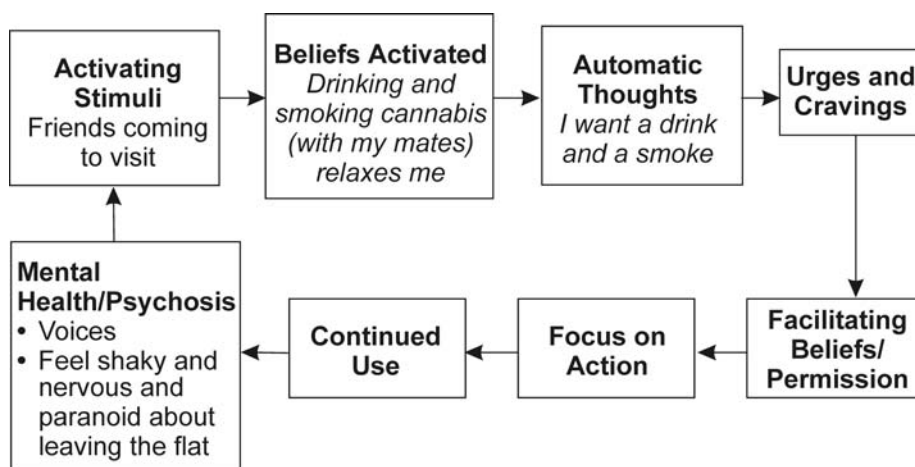 Activating
Stimuli
Friends coming
to visit
Beliefs Activated
Drinking and
smoking cannabis
(with my mates)
relaxes me
Automatic
Thoughts
I want a drink
and a smoke
Urges and
Cravings
Facilitating
Beliefs/
Permission
Focus on
Action
Continued
Use
Mental
Health/Psychosis
• Voices
• Feel shaky and
nervous and
paranoid about
leaving the flat